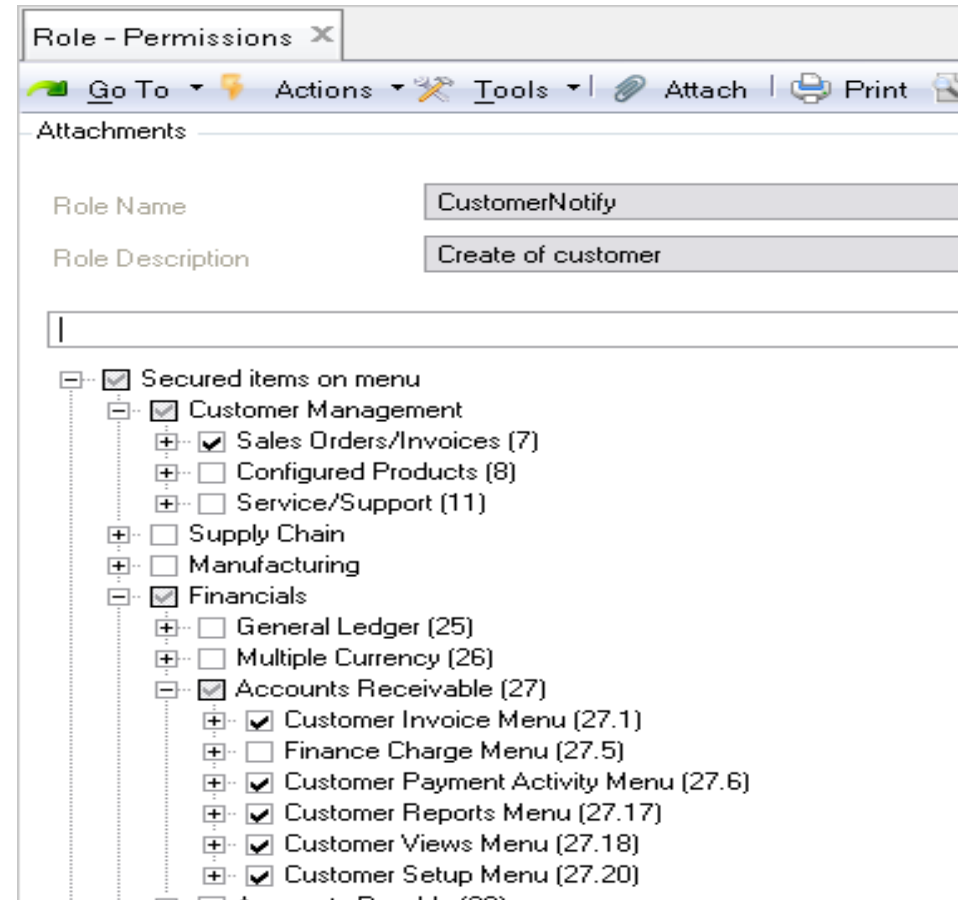 Role - Permissions
Go To Actions Tools Attach Print
Attachments
Role Name CustomerNotify
Role Description Create of customer
Secured items on menu
Customer Management
Sales Orders/Invoices (7)
Configured Products (8)
Service/Support (11)
Supply Chain
Manufacturing
Financials
General Ledger (25)
Multiple Currency (26)
Accounts Receivable (27)
Customer Invoice Menu (27.1)
Finance Charge Menu (27.5)
Customer Payment Activity Menu (27.6)
Customer Reports Menu (27.17)
Customer Views Menu (27.18)
Customer Setup Menu (27.20)